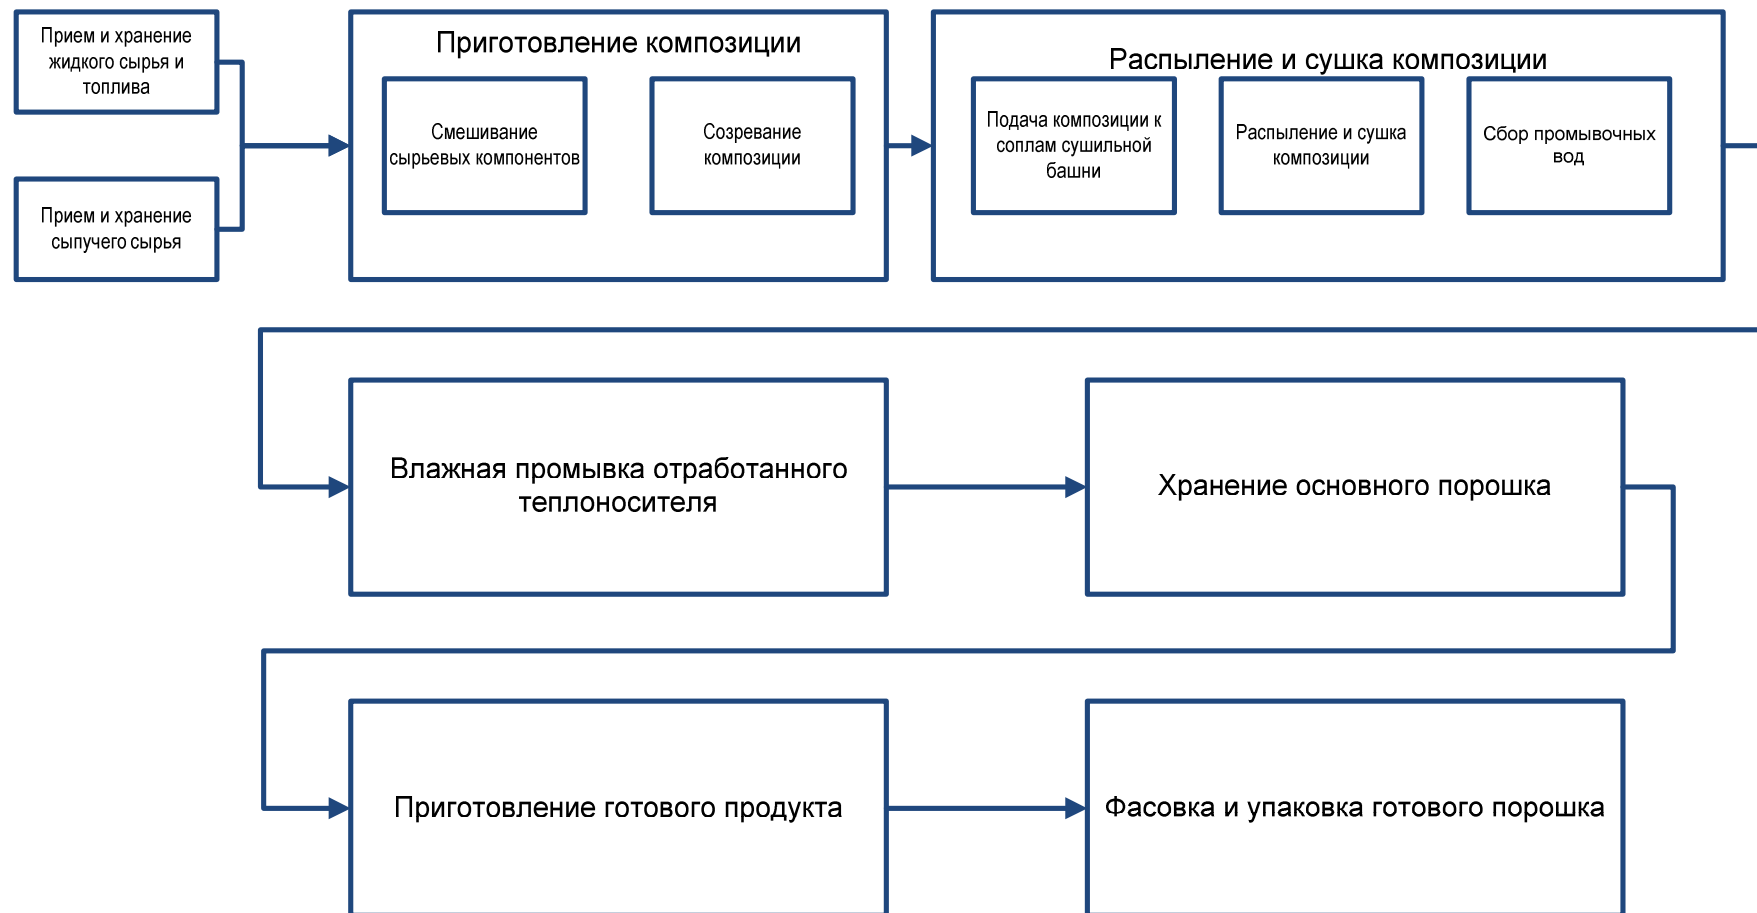 Прием и хранение
жидкого сырья и
топлива
Прием и хранение
сыпучего сырья
Приготовление композиции
Смешивание
сырьевых компонентов
Созревание
композиции
Распыление и сушка композиции
Подача композиции к
соплам сушильной
башни
Распыление и сушка
композиции
Сбор промывочных
вод
Влажная промывка отработанного
теплоносителя
Хранение основного порошка
Приготовление готового продукта
Фасовка и упаковка готового порошка